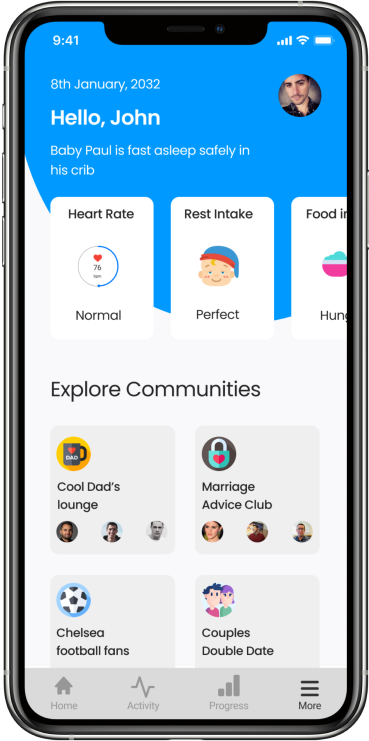 9:41
8th January, 2032
Hello, John
Baby Paul is fast asleep safely in
his crib
Heart Rate
Rest Intake
Food in
76
bpm
Normal
Perfect
Hung
Explore Communities
DAD
Cool Dad's
lounge
Marriage
Advice Club
Chelsea
football fans
Couples
Double Date
Home
Activity
Progress
More